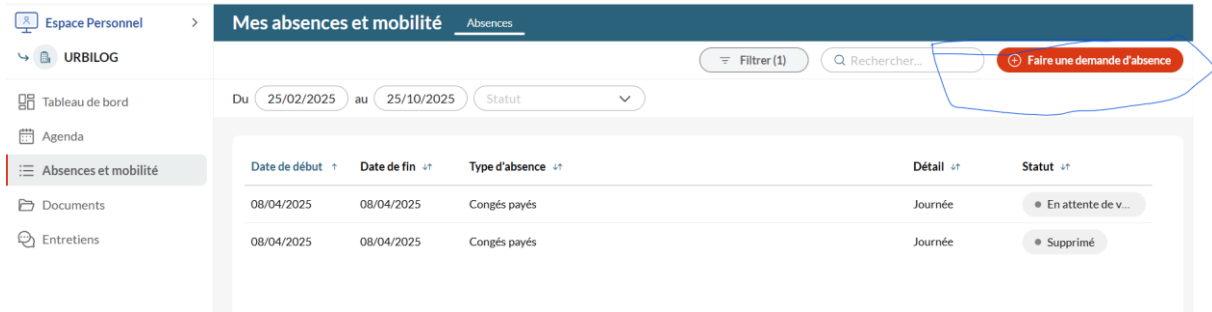 Espace Personnel
URBILOG
Tableau de bord
Agenda
Absences et mobilité
Documents
Entretiens
Mes absences et mobilité Absences
Filtrer (1) Rechercher... Faire une demande d'absence
Du 25/02/2025 au 25/10/2025 Statut
Date de début Date de fin Type d'absence Détail Statut
08/04/2025 08/04/2025 Congés payés Journée En attente de v...
08/04/2025 08/04/2025 Congés payés Journée Supprimé